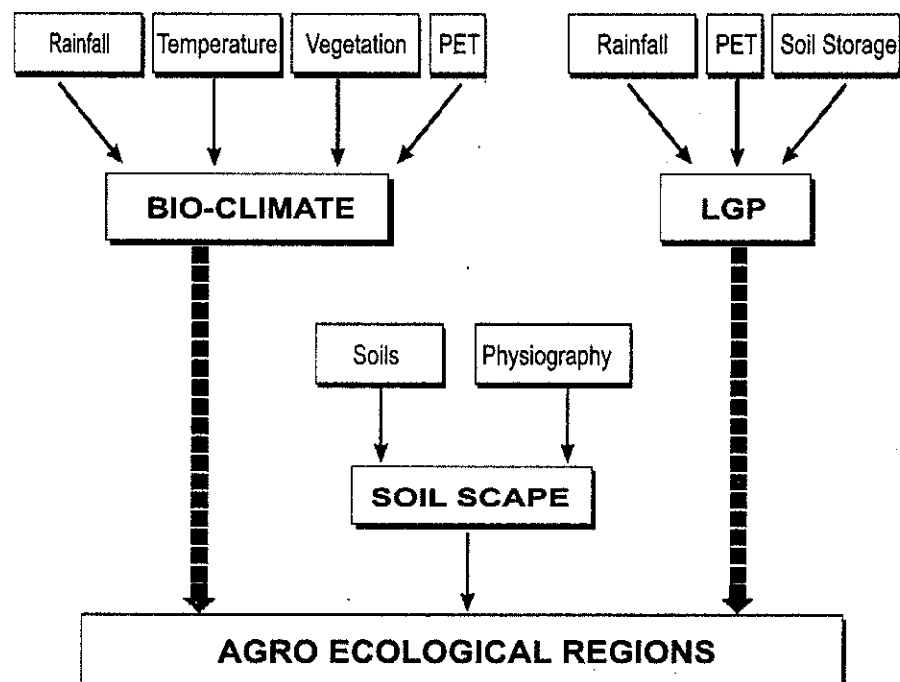 Rainfall
Temperature
Vegetation
PET
Rainfall
PET
Soil Storage
BIO-CLIMATE
LGP
Soils
Physiography
SOIL SCAPE
AGRO ECOLOGICAL REGIONS